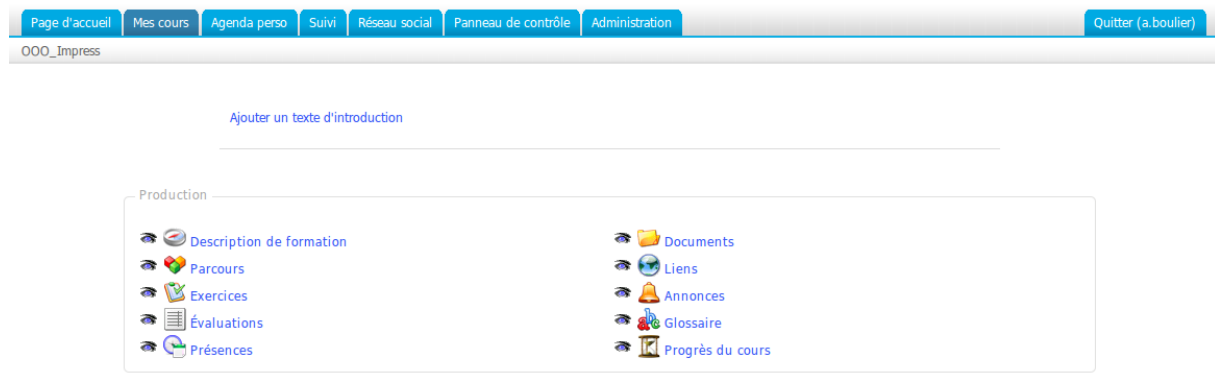 Page d'accueil Mes cours Agenda perso Suivi Réseau social Panneau de contrôle Administration Quitter (a.boulier)
OOO_Impress
Ajouter un texte d'introduction
Production
Description de formation Documents
Parcours Liens
Exercices Annonces
Évaluations Glossaire
Présences Progrès du cours